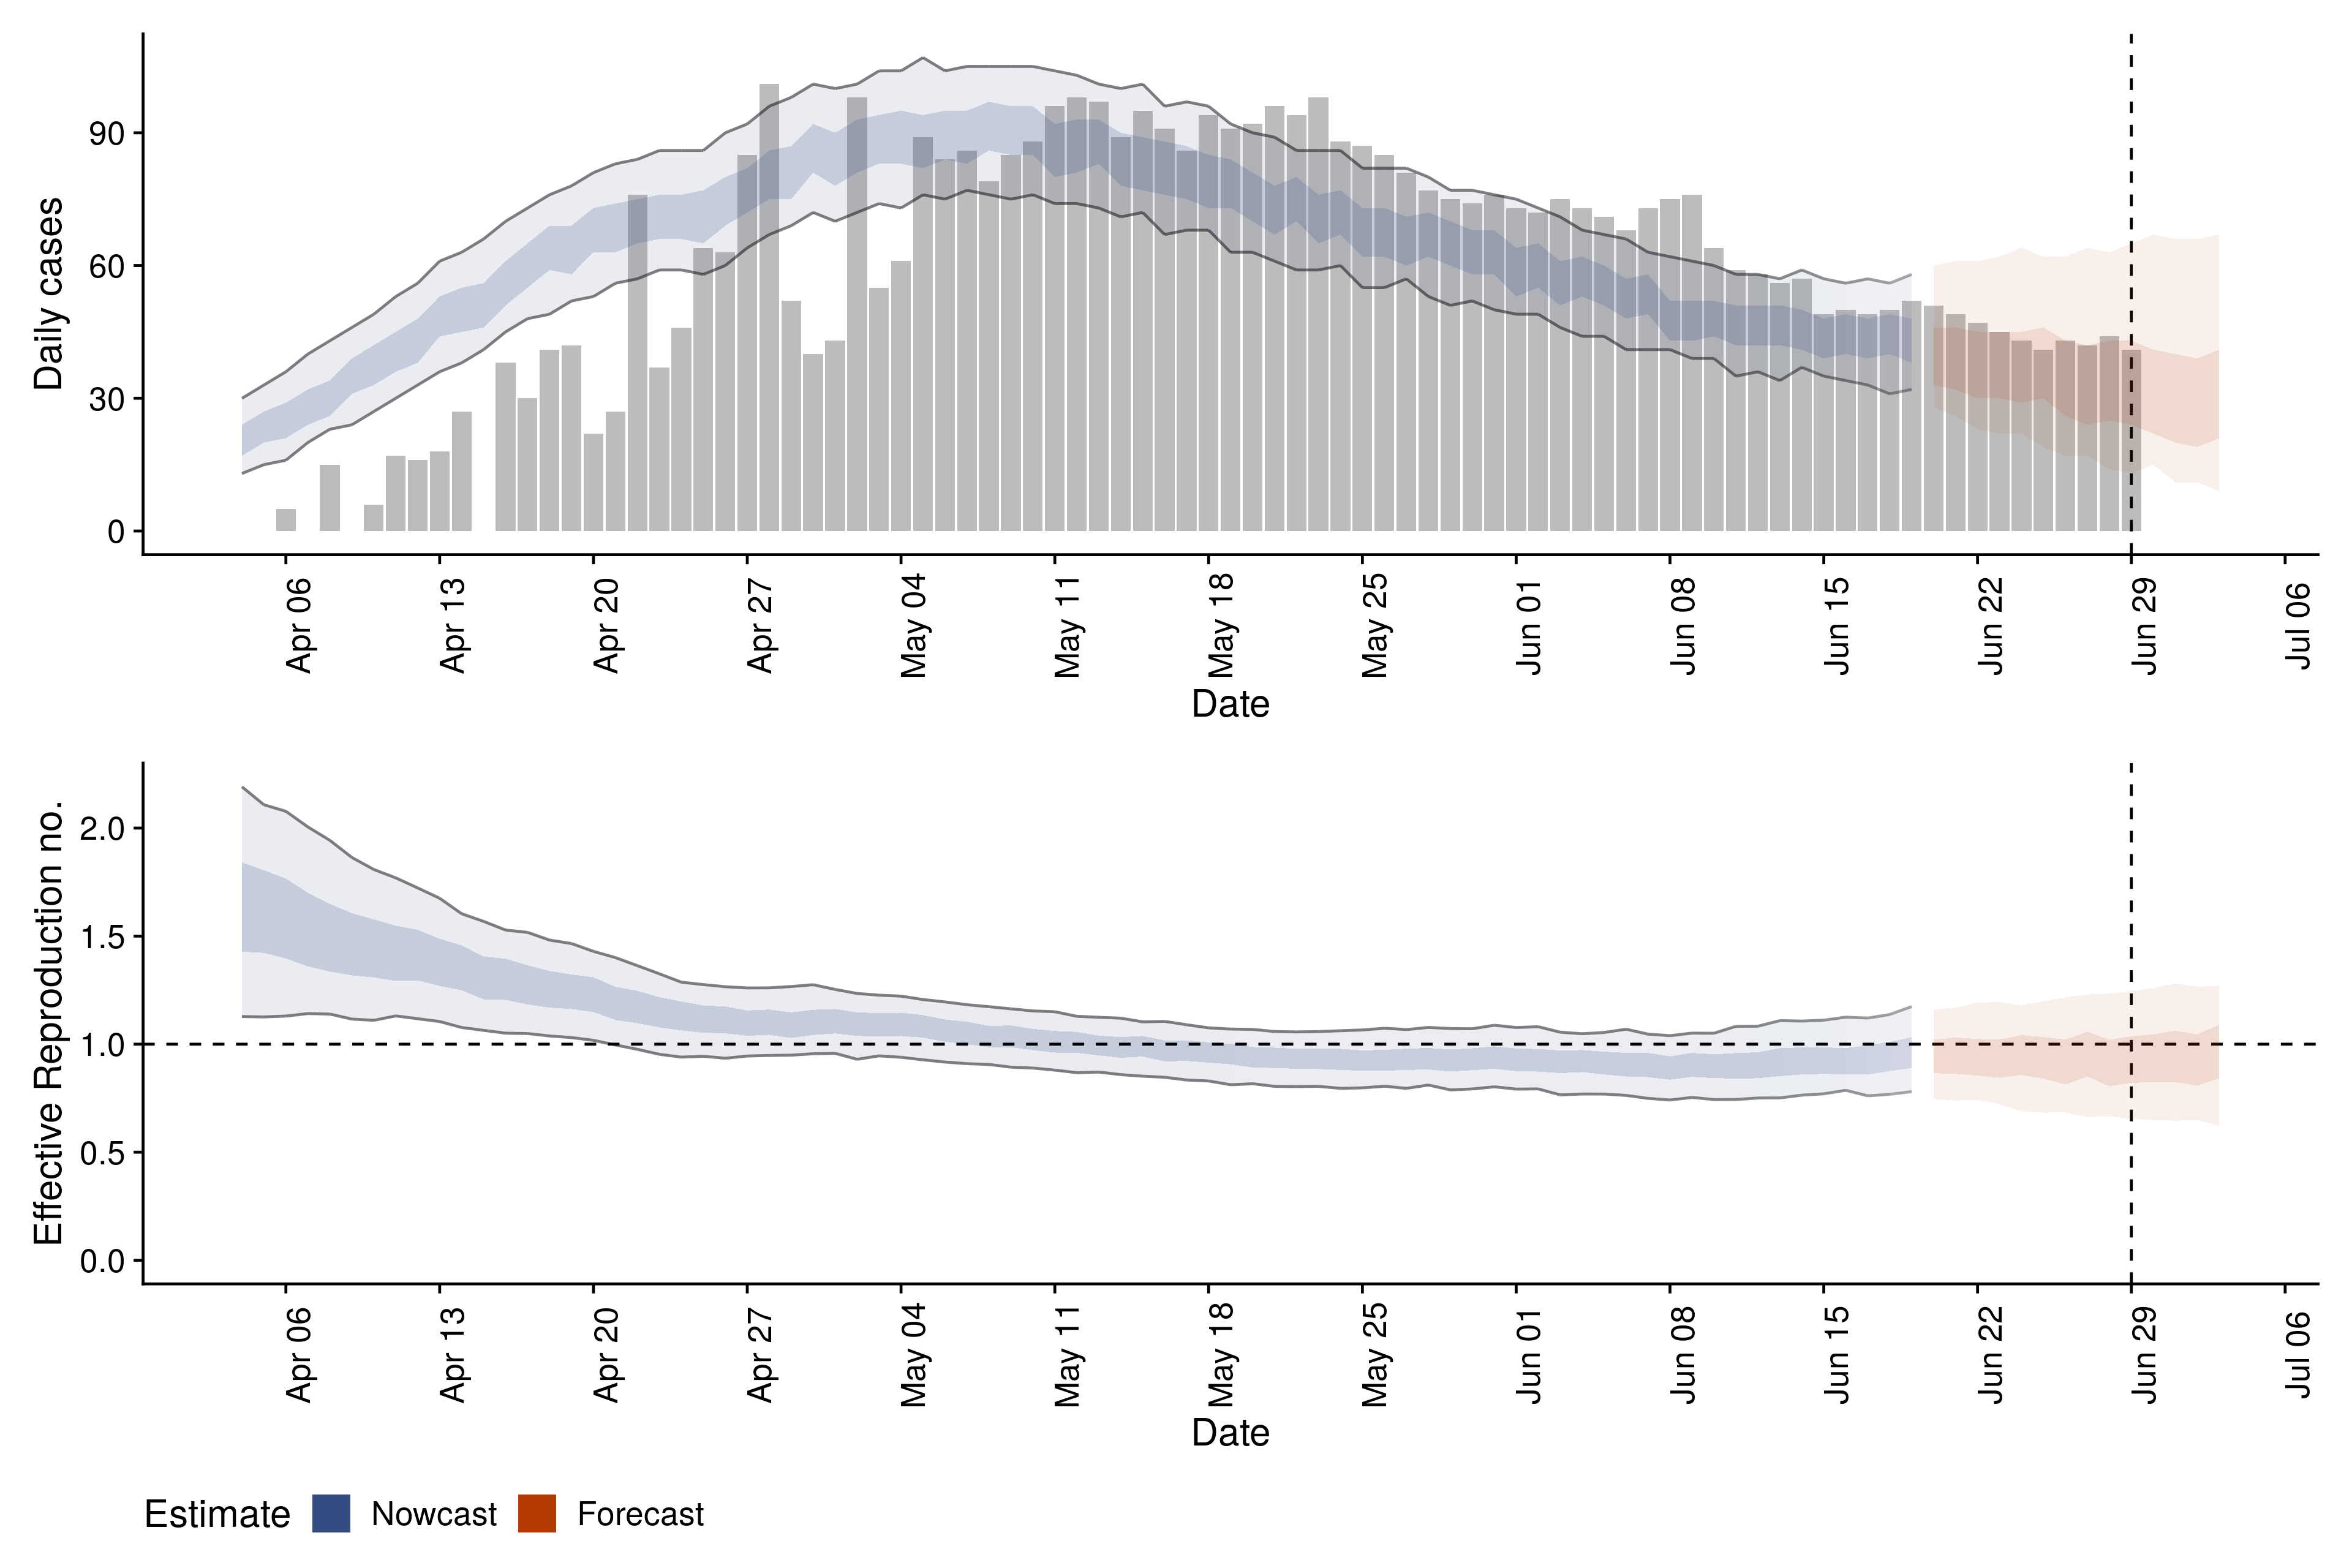 Daily cases
90
60
30
0
Apr 06 Apr 13 Apr 20 Apr 27 May 04 May 11 May 18 May 25 Jun 01 Jun 08 Jun 15 Jun 22 Jun 29 Jul 06
Date
Effective Reproduction no.
2.0
1.5
1.0
0.5
0.0
Apr 06 Apr 13 Apr 20 Apr 27 May 04 May 11 May 18 May 25 Jun 01 Jun 08 Jun 15 Jun 22 Jun 29 Jul 06
Date
Estimate Nowcast Forecast